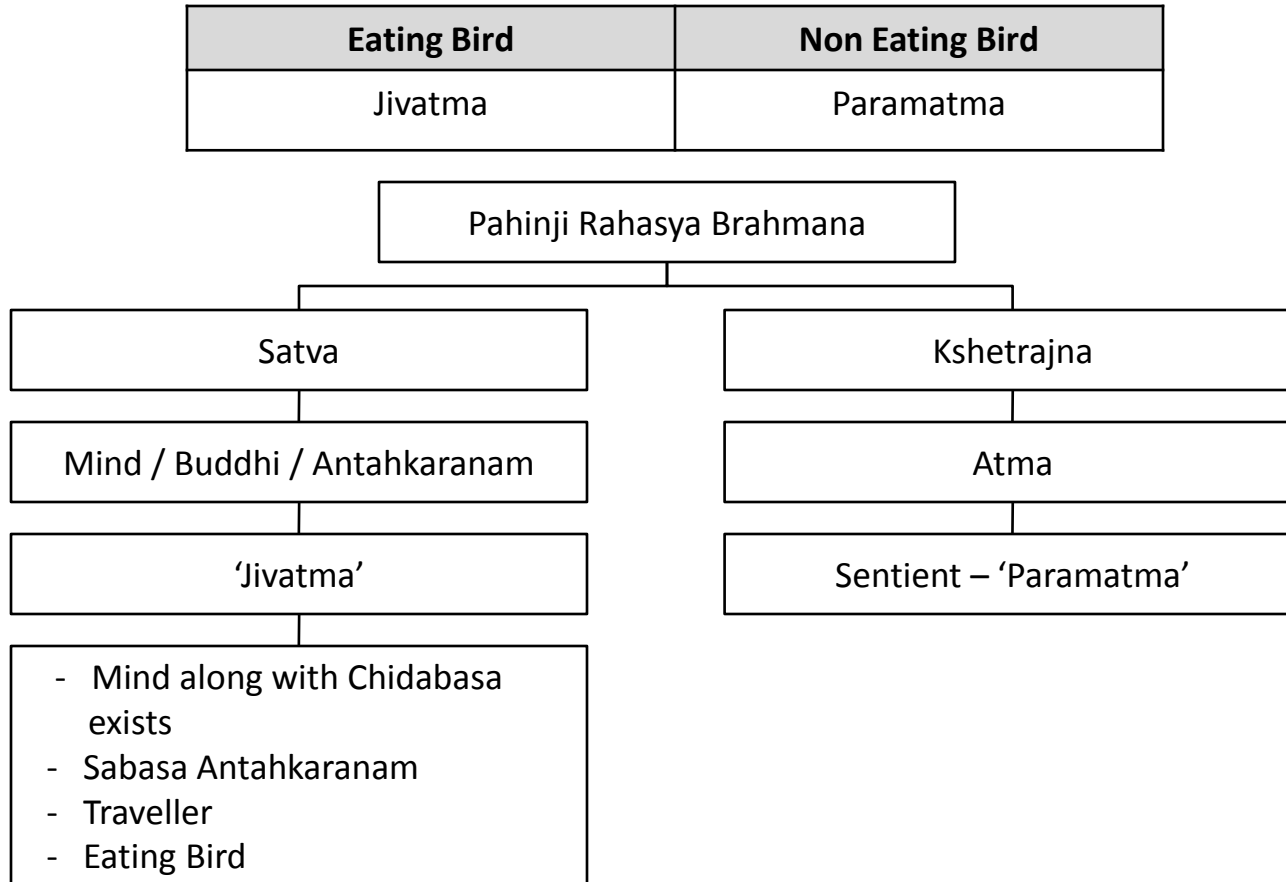 Eating Bird Non Eating Bird
Jivatma Paramatma
Pahinji Rahasya Brahmana
Satva Kshetrajna
Mind / Buddhi / Antahkaranam Atma
‘Jivatma’ Sentient – ‘Paramatma’
- Mind along with Chidabasa
exists
- Sabasa Antahkaranam
- Traveller
- Eating Bird